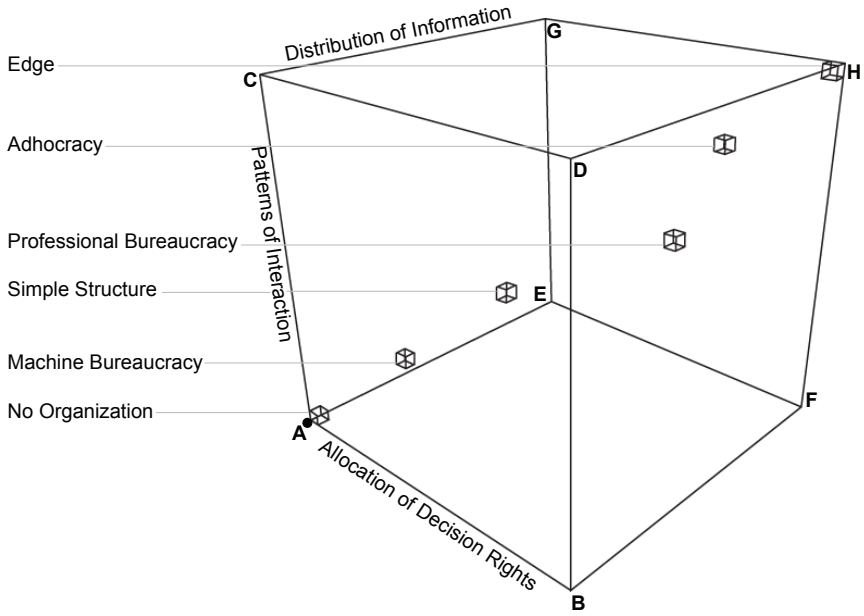 Distribution of Information
G
Edge
C
H
Adhocracy
D
Patterns of Interaction
Professional Bureaucracy
Simple Structure
E
Machine Bureaucracy
No Organization
F
A
Allocation of Decision Rights
B